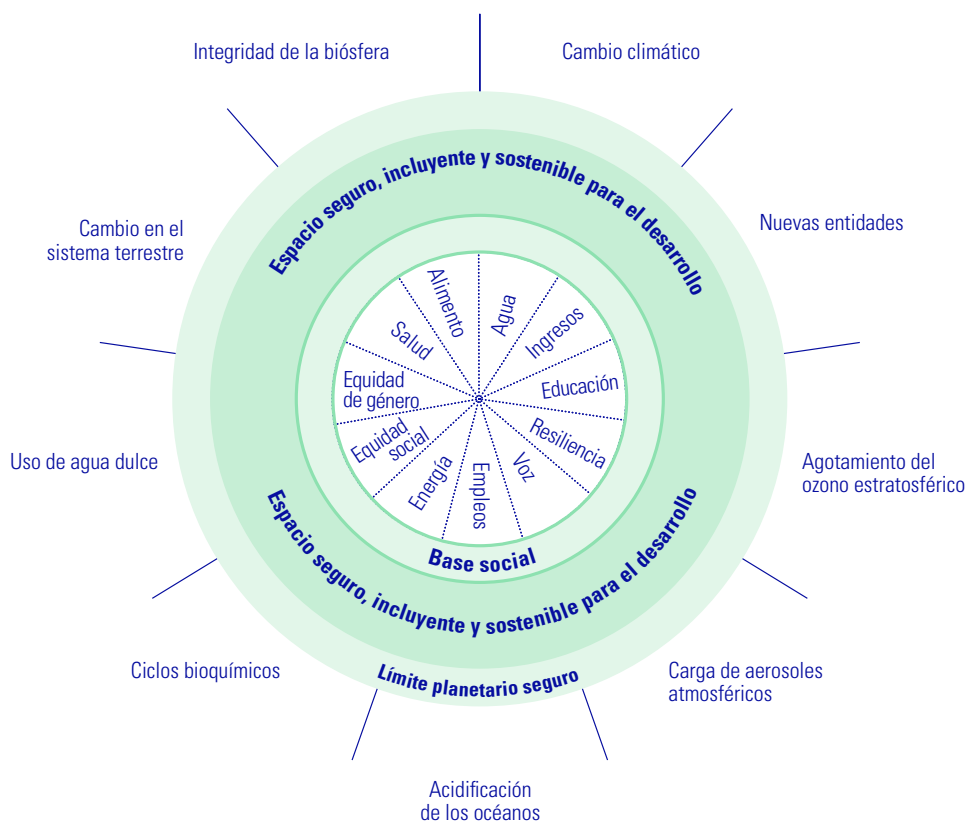 Integridad de la biósfera
Cambio climático
Cambio en el
sistema terrestre
Nuevas entidades
Uso de agua dulce
Agotamiento del
ozono estratosférico
Ciclos bioquímicos
Carga de aerosoles
atmosféricos
Acidificación
de los océanos
Espacio seguro, incluyente y sostenible para el desarrollo
Alimento
Agua
Ingresos
Salud
Educación
Equidad
de género
Resiliencia
Equidad
social
Voz
Energía
Empleos
Base social
Espacio seguro, incluyente y sostenible para el desarrollo
Límite planetario seguro